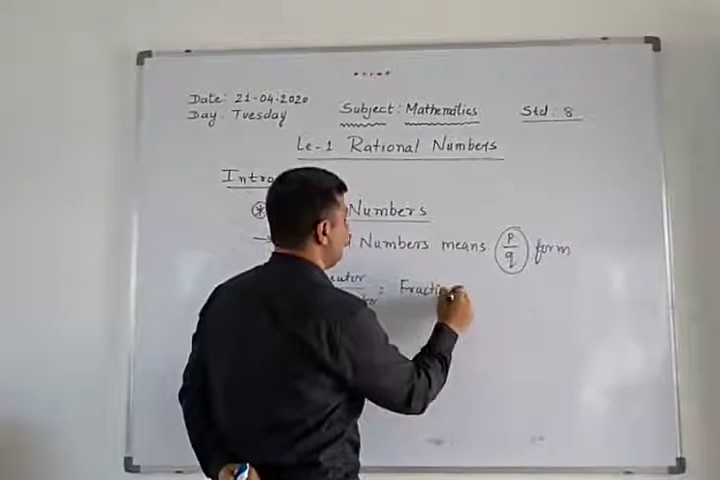 Date: 21-04-2020
Day: Tuesday
Subject: Mathematics
Std: 8
Le-1 Rational Numbers
Numbers
Numbers means p/q form
= Fracti